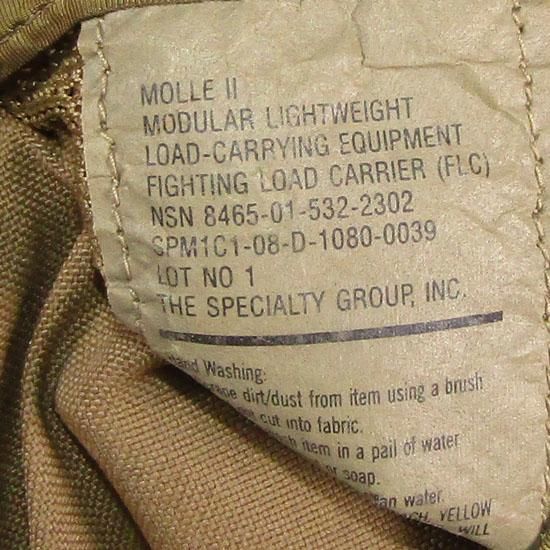 MOLLE II
MODULAR LIGHTWEIGHT
LOAD-CARRYING EQUIPMENT
FIGHTING LOAD CARRIER (FLC)
NSN 8465-01-532-2302
SPM1C1-08-D-1080-0039
LOT NO 1
THE SPECIALTY GROUP, INC.
Hand Washing:
dirt/dust from item using a brush
cut into fabric.
item in a pail of water
or soap.
water.
YELLOW
WILL